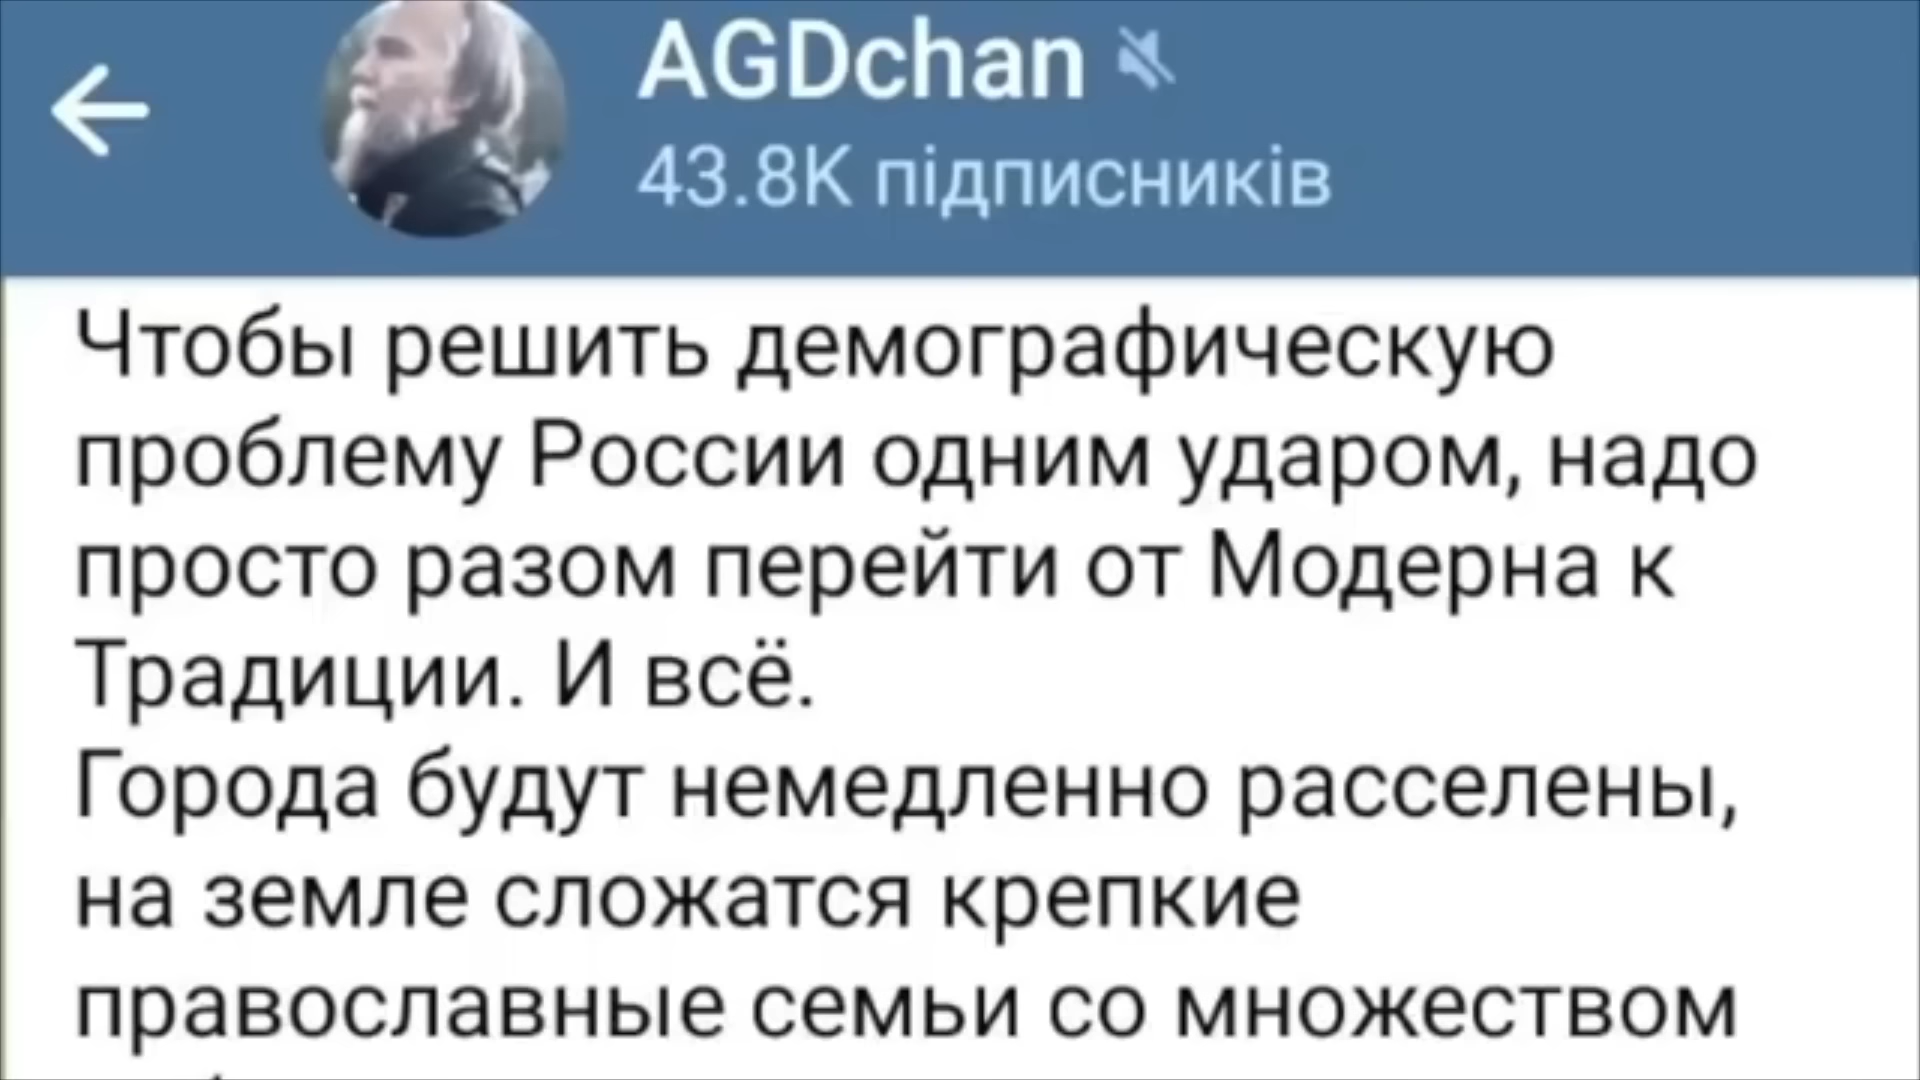 AGDchan
43.8K підписників
Чтобы решить демографическую
проблему России одним ударом, надо
просто разом перейти от Модерна к
Традиции. И всё.
Города будут немедленно расселены,
на земле сложатся крепкие
православные семьи со множеством